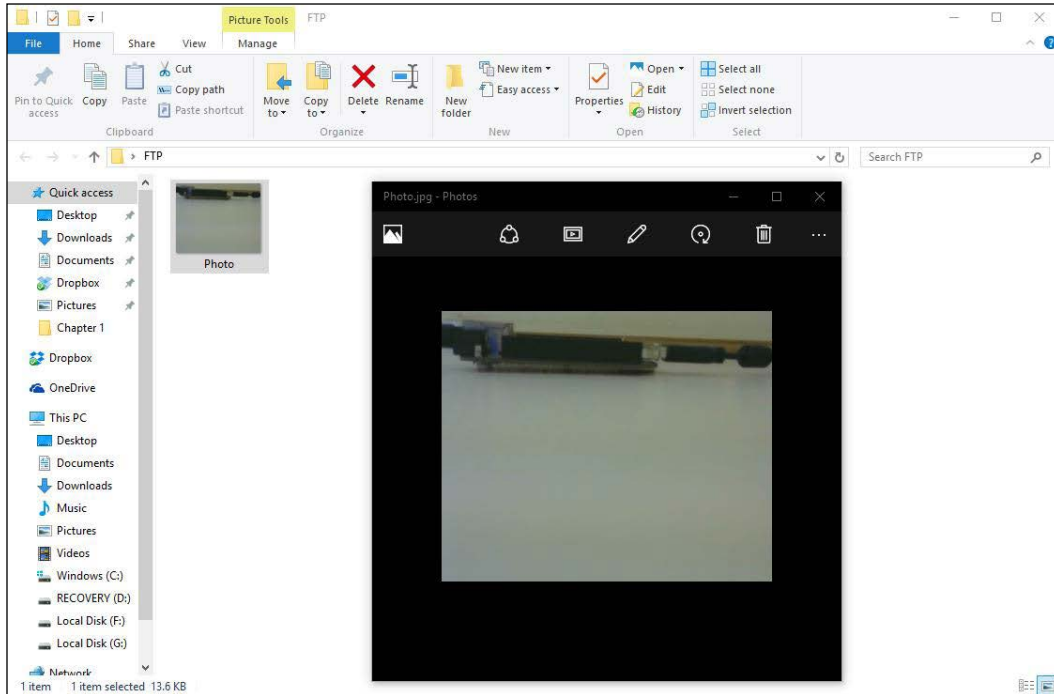 Picture Tools FTP
File Home Share View Manage
Pin to Quick access
Copy
Paste
Cut
Copy path
Paste shortcut
Clipboard
Move to
Copy to
Delete
Rename
Organize
New folder
New item
Easy access
New
Properties
Open
Edit
History
Open
Select all
Select none
Invert selection
Select
FTP
Search FTP
Quick access
Desktop
Downloads
Documents
Dropbox
Pictures
Chapter 1
Dropbox
OneDrive
This PC
Desktop
Documents
Downloads
Music
Pictures
Videos
Windows (C:)
RECOVERY (D:)
Local Disk (F:)
Local Disk (G:)
Network
Photo
Photo.jpg - Photos
1 item 1 item selected 13.6 KB